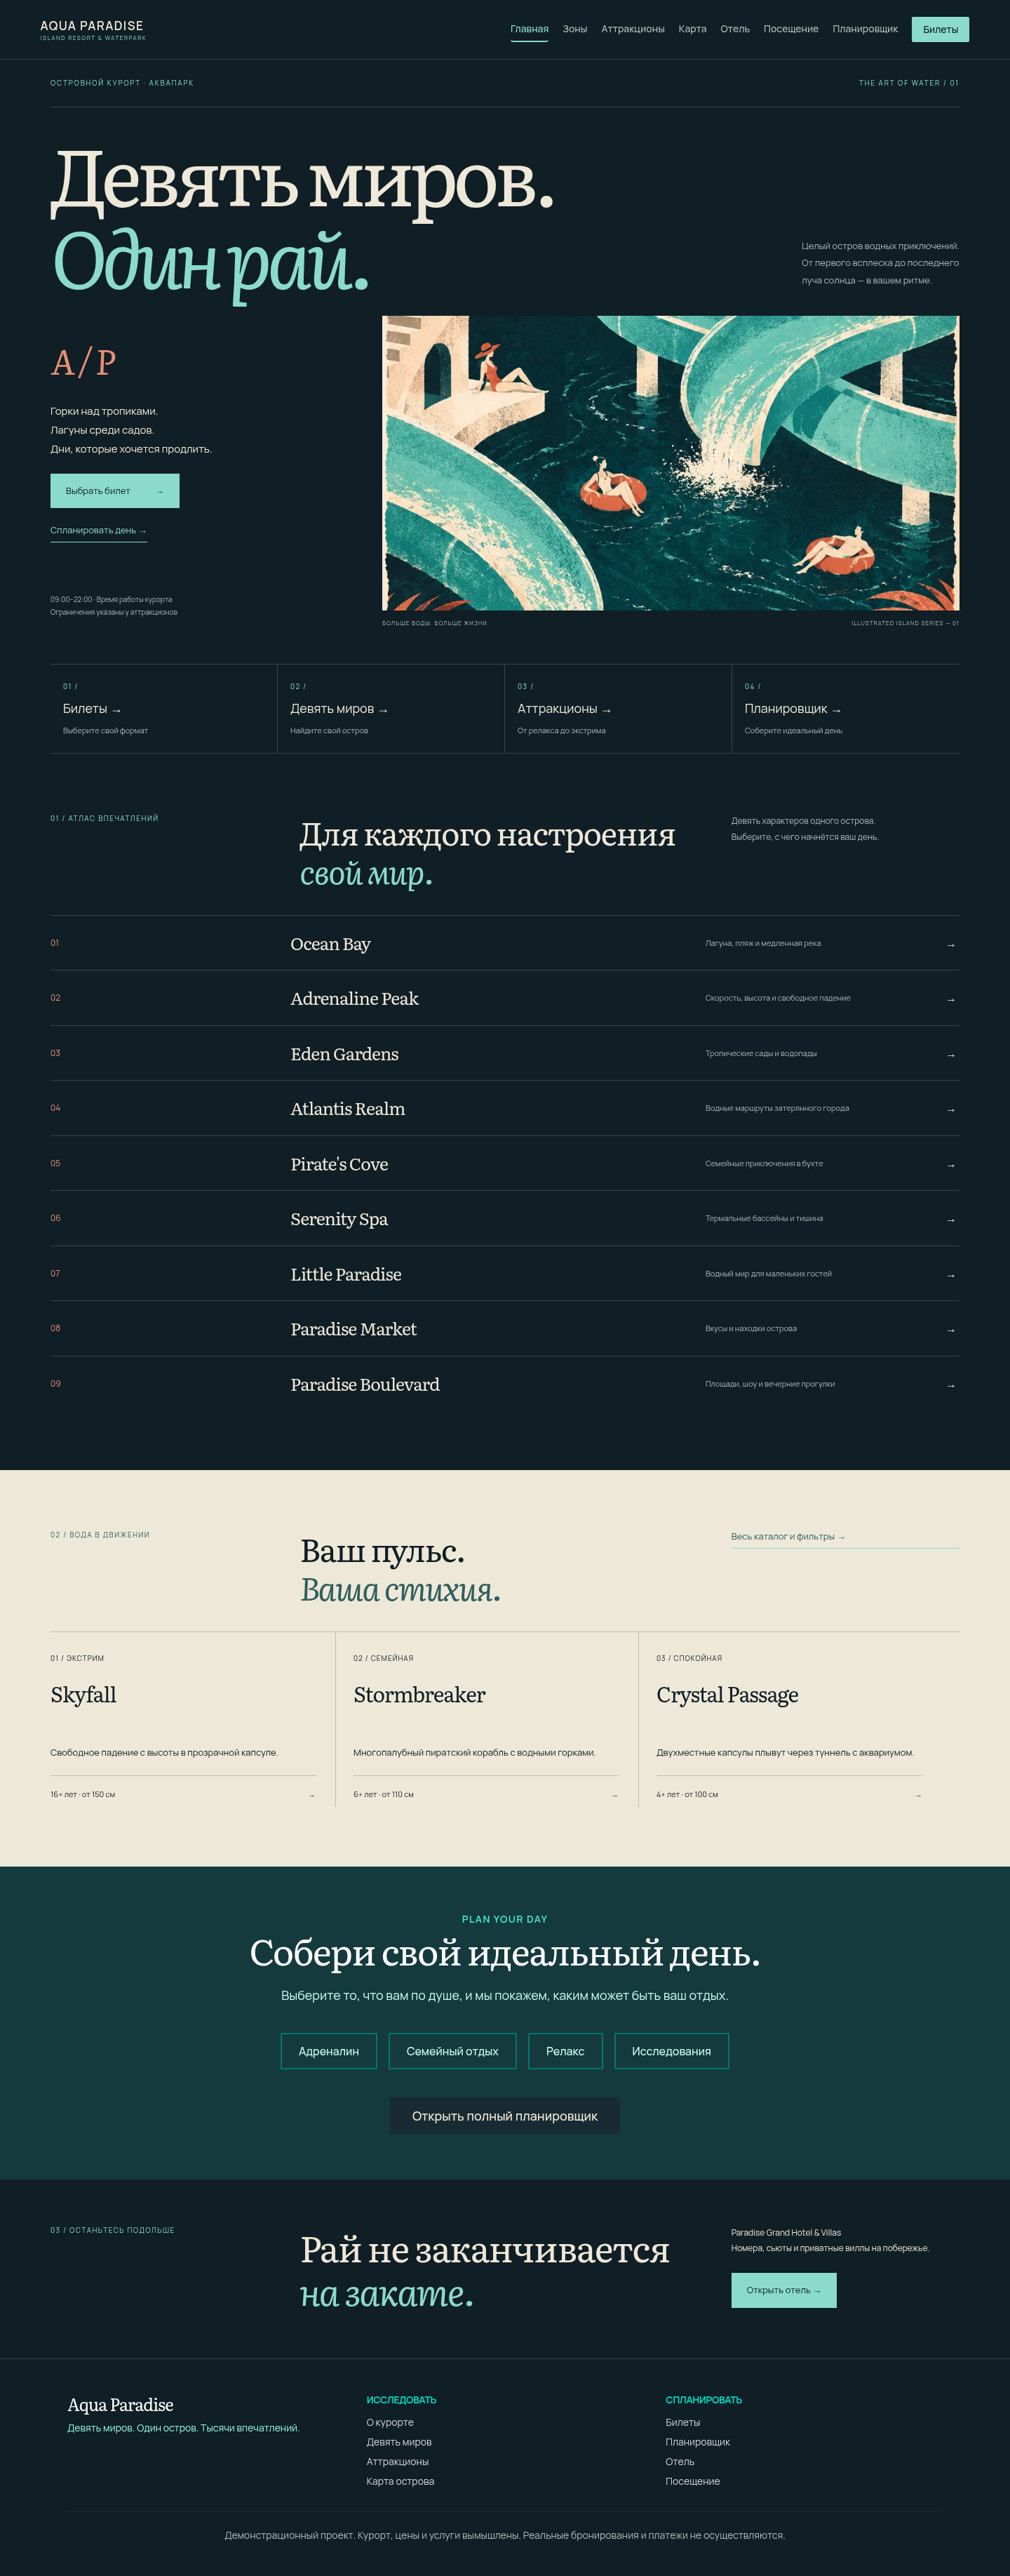 AQUA PARADISE
ISLAND RESORT & WATERPARK
Главная Зоны Аттракционы Карта Отель Посещение Планировщик Билеты
ОСТРОВНОЙ КУРОРТ · АКВАПАРК
THE ART OF WATER / 01
Девять миров.
Один рай.
Целый остров водных приключений.
От первого всплеска до последнего
луча солнца — в вашем ритме.
A/P
Горки над тропиками.
Лагуны среди садов.
Дни, которые хочется продлить.
Выбрать билет →
Спланировать день →
09:00–22:00 · Время работы курорта
Ограничения указаны у аттракционов
БОЛЬШЕ ВОДЫ. БОЛЬШЕ ЖИЗНИ.
ILLUSTRATED ISLAND SERIES — 01
01 /
Билеты →
Выберите свой формат
02 /
Девять миров →
Найдите свой остров
03 /
Аттракционы →
От релакса до экстрима
04 /
Планировщик →
Соберите идеальный день
01 / АТЛАС ВПЕЧАТЛЕНИЙ
Для каждого настроения
свой мир.
Девять характеров одного острова.
Выберите, с чего начнётся ваш день.
01 Ocean Bay Лагуна, пляж и медленная река →
02 Adrenaline Peak Скорость, высота и свободное падение →
03 Eden Gardens Тропические сады и водопады →
04 Atlantis Realm Водные маршруты затерянного города →
05 Pirate's Cove Семейные приключения в бухте →
06 Serenity Spa Термальные бассейны и тишина →
07 Little Paradise Водный мир для маленьких гостей →
08 Paradise Market Вкусы и находки острова →
09 Paradise Boulevard Площади, шоу и вечерние прогулки →
02 / ВОДА В ДВИЖЕНИИ
Ваш пульс.
Ваша стихия.
Весь каталог и фильтры →
01 / ЭКСТРИМ
Skyfall
Свободное падение с высоты в прозрачной капсуле.
16+ лет · от 150 см →
02 / СЕМЕЙНАЯ
Stormbreaker
Многопалубный пиратский корабль с водными горками.
6+ лет · от 110 см →
03 / СПОКОЙНАЯ
Crystal Passage
Двухместные капсулы плывут через туннель с аквариумом.
4+ лет · от 100 см →
PLAN YOUR DAY
Собери свой идеальный день.
Выберите то, что вам по душе, и мы покажем, каким может быть ваш отдых.
Адреналин Семейный отдых Релакс Исследования
Открыть полный планировщик
03 / ОСТАНЬТЕСЬ ПОДОЛЬШЕ
Рай не заканчивается
на закате.
Paradise Grand Hotel & Villas
Номера, сьюты и приватные виллы на побережье.
Открыть отель →
Aqua Paradise
Девять миров. Один остров. Тысячи впечатлений.
ИССЛЕДОВАТЬ
О курорте
Девять миров
Аттракционы
Карта острова
СПЛАНИРОВАТЬ
Билеты
Планировщик
Отель
Посещение
Демонстрационный проект. Курорт, цены и услуги вымышлены. Реальные бронирования и платежи не осуществляются.